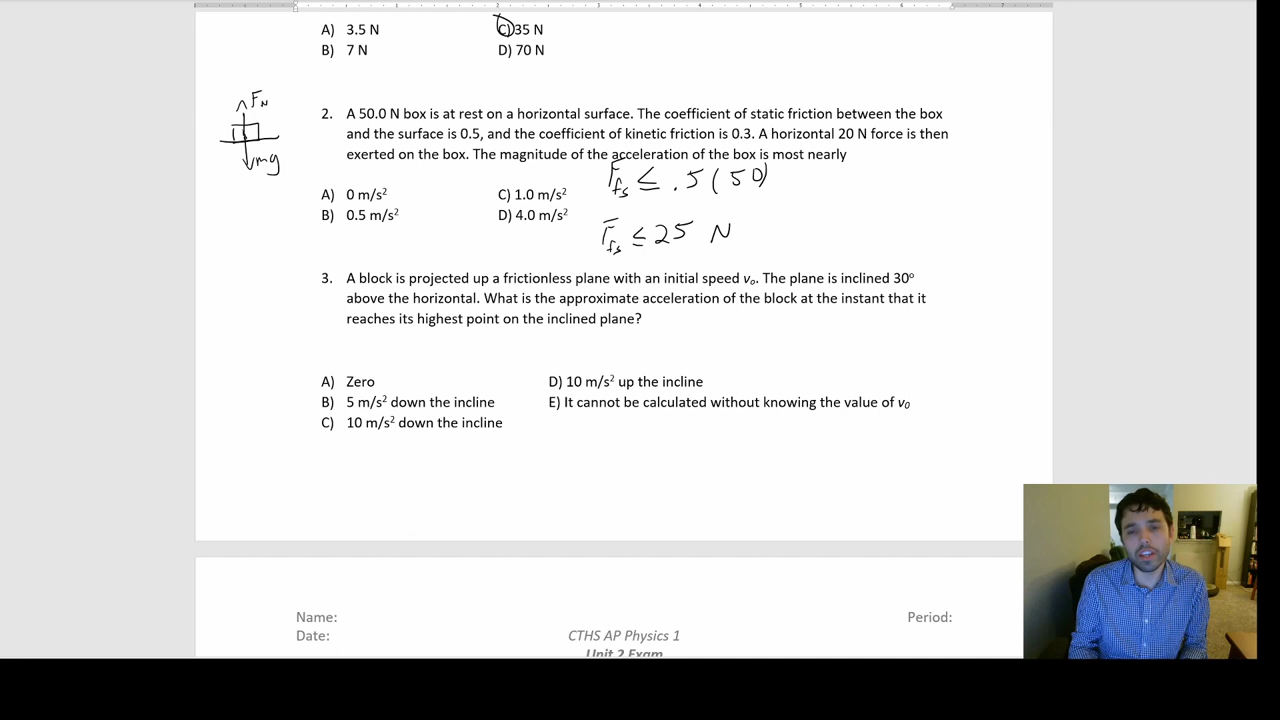 A) 3.5 N C) 35 N
B) 7 N D) 70 N
F_N
mg
2. A 50.0 N box is at rest on a horizontal surface. The coefficient of static friction between the box
and the surface is 0.5, and the coefficient of kinetic friction is 0.3. A horizontal 20 N force is then
exerted on the box. The magnitude of the acceleration of the box is most nearly
F_fs ≤ .5 (50)
A) 0 m/s² C) 1.0 m/s²
B) 0.5 m/s² D) 4.0 m/s²
F_fs ≤ 25 N
3. A block is projected up a frictionless plane with an initial speed v₀. The plane is inclined 30°
above the horizontal. What is the approximate acceleration of the block at the instant that it
reaches its highest point on the inclined plane?
A) Zero D) 10 m/s² up the incline
B) 5 m/s² down the incline E) It cannot be calculated without knowing the value of v₀
C) 10 m/s² down the incline
Name: Period:
Date: CTHS AP Physics 1
Unit 2 Exam